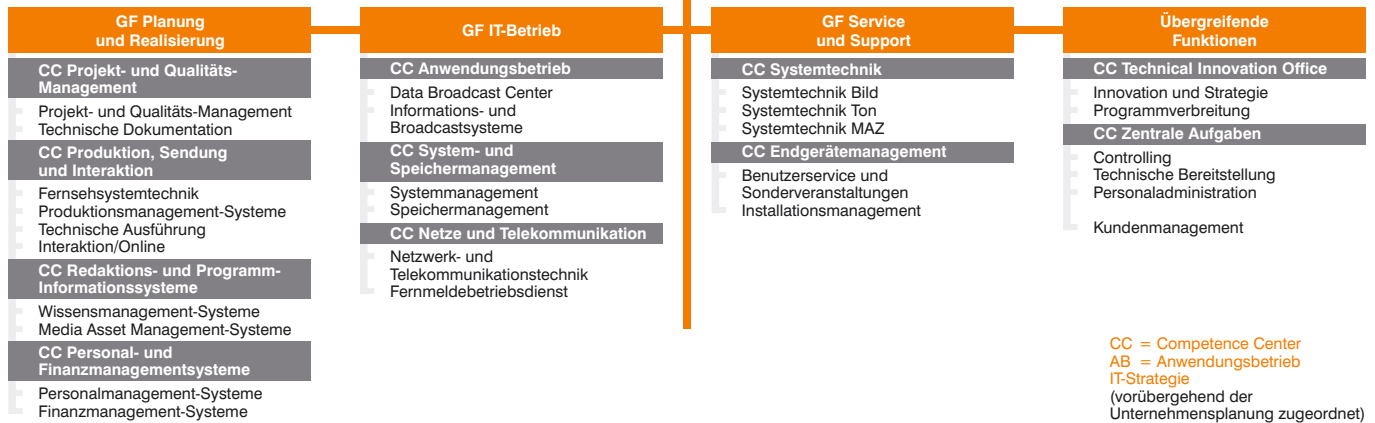 GF Planung
und Realisierung
CC Projekt- und Qualitäts-
Management
Projekt- und Qualitäts-Management
Technische Dokumentation
CC Produktion, Sendung
und Interaktion
Fernsehsystemtechnik
Produktionsmanagement-Systeme
Technische Ausführung
Interaktion/Online
CC Redaktions- und Programm-
Informationssysteme
Wissensmanagement-Systeme
Media Asset Management-Systeme
CC Personal- und
Finanzmanagementsysteme
Personalmanagement-Systeme
Finanzmanagement-Systeme
GF IT-Betrieb
CC Anwendungsbetrieb
Data Broadcast Center
Informations- und
Broadcastsysteme
CC System- und
Speichermanagement
Systemmanagement
Speichermanagement
CC Netze und Telekommunikation
Netzwerk- und
Telekommunikationstechnik
Fernmeldebetriebsdienst
GF Service
und Support
CC Systemtechnik
Systemtechnik Bild
Systemtechnik Ton
Systemtechnik MAZ
CC Endgerätemanagement
Benutzerservice und
Sonderveranstaltungen
Installationsmanagement
Übergreifende
Funktionen
CC Technical Innovation Office
Innovation und Strategie
Programmverbreitung
CC Zentrale Aufgaben
Controlling
Technische Bereitstellung
Personaladministration
Kundenmanagement
CC = Competence Center
AB = Anwendungsbetrieb
IT-Strategie
(vorübergehend der
Unternehmensplanung zugeordnet)